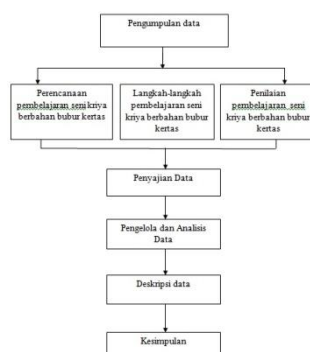 Pengumpulan data
Perencanaan
pembelajaran seni kriya
berbahan bubur kertas
Langkah-langkah
pembelajaran seni
kriya berbahan bubur
kertas
Penilaian
pembelajaran seni
kriya berbahan bubur
kertas
Penyajian Data
Pengelola dan Analisis
Data
Deskripsi data
Kesimpulan